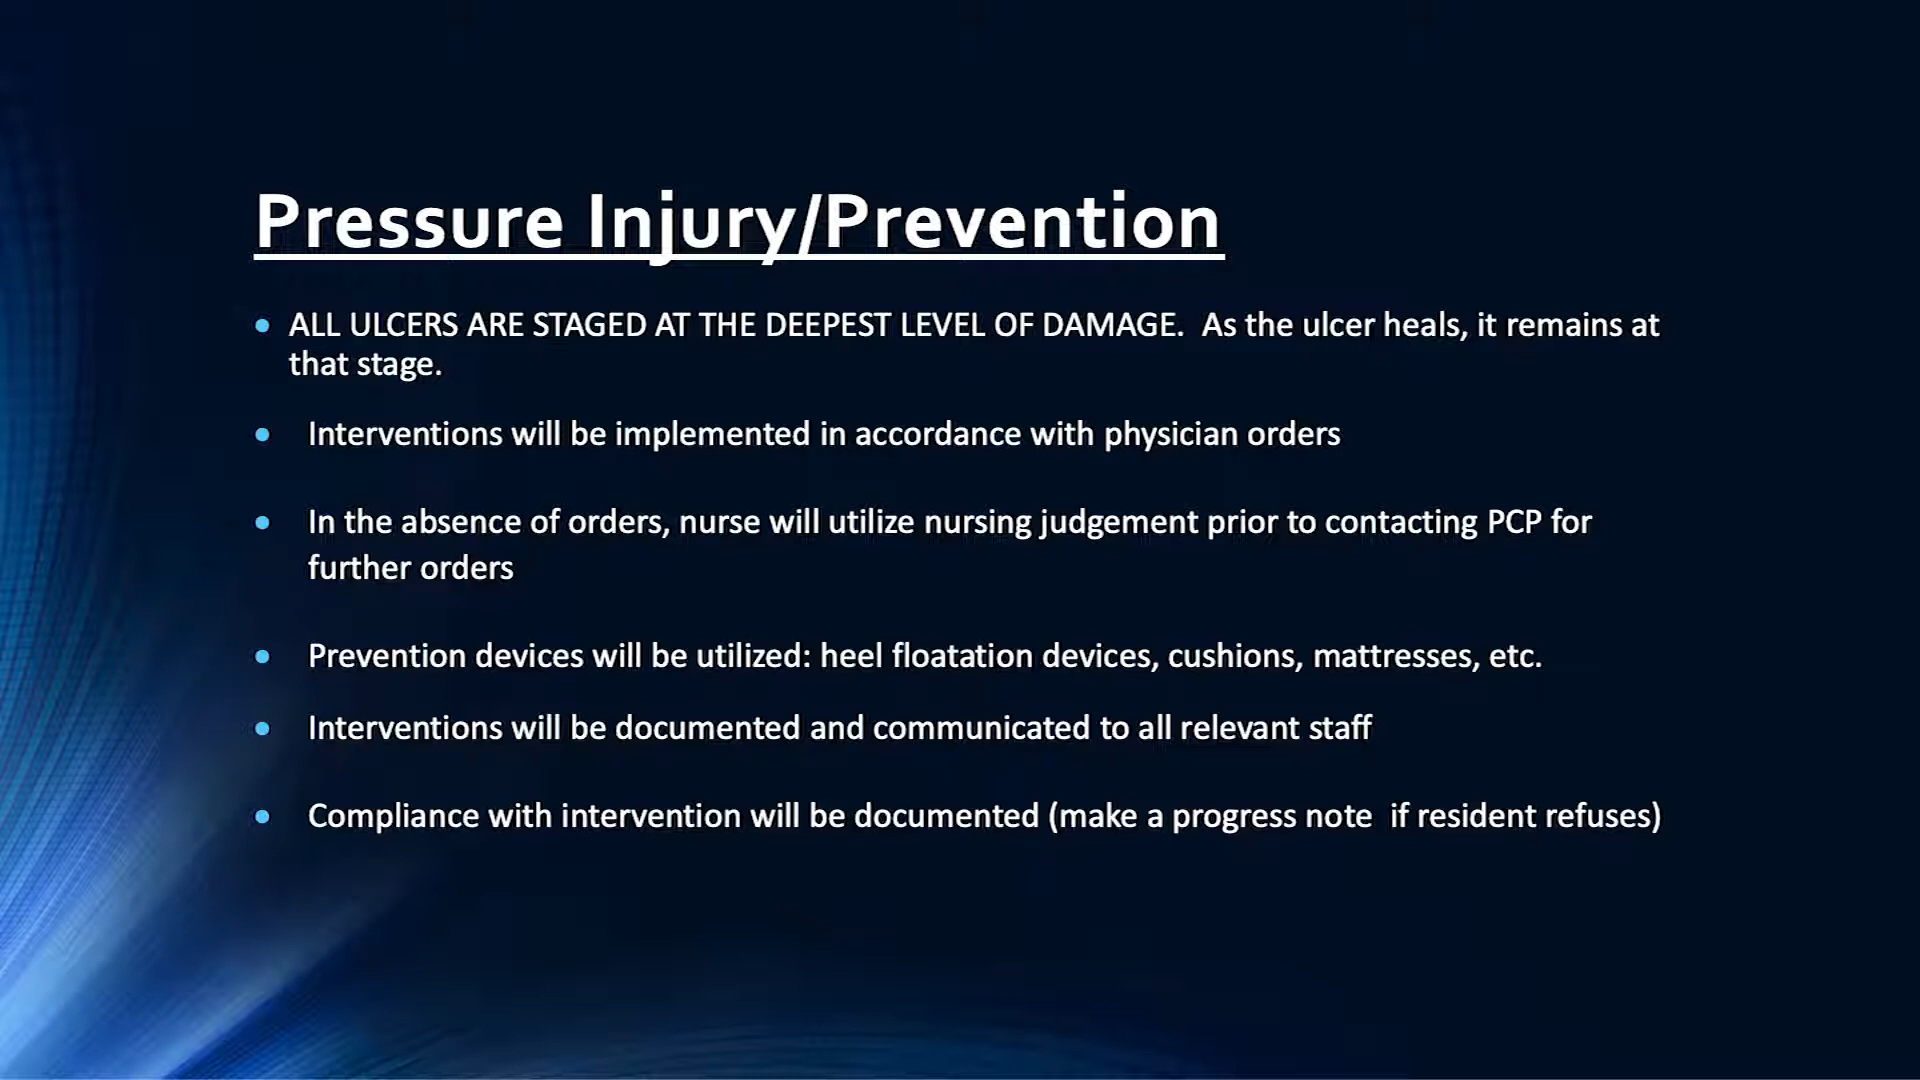 Pressure Injury/Prevention
• ALL ULCERS ARE STAGED AT THE DEEPEST LEVEL OF DAMAGE.  As the ulcer heals, it remains at
that stage.
• Interventions will be implemented in accordance with physician orders
• In the absence of orders, nurse will utilize nursing judgement prior to contacting PCP for
further orders
• Prevention devices will be utilized: heel floatation devices, cushions, mattresses, etc.
• Interventions will be documented and communicated to all relevant staff
• Compliance with intervention will be documented (make a progress note  if resident refuses)